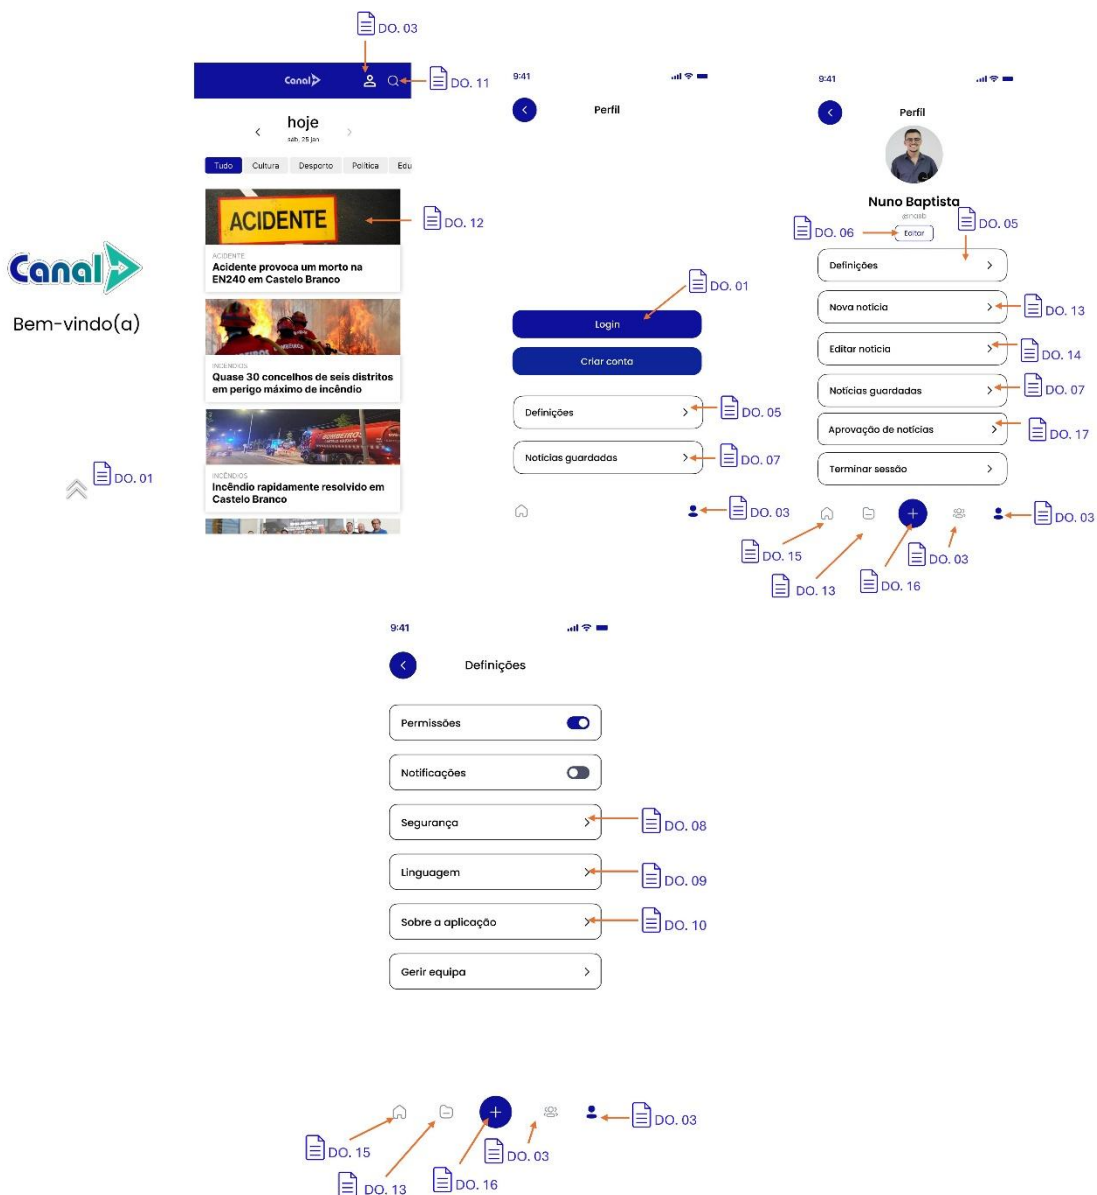 DO. 03
Canal
DO. 11
hoje
sáb, 25 jan
Tudo Cultura Desporto Política Edu
ACIDENTE
DO. 12
ACIDENTE
Acidente provoca um morto na
EN240 em Castelo Branco
INCÊNDIOS
Quase 30 concelhos de seis distritos
em perigo máximo de incêndio
BOMBEIROS
INCÊNDIOS
Incêndio rapidamente resolvido em
Castelo Branco
Canal
Bem-vindo(a)
DO. 01
9:41
Perfil
DO. 01
Login
Criar conta
Definições
DO. 05
Notícias guardadas
DO. 07
DO. 03
9:41
Perfil
Nuno Baptista
DO. 06
Editar
DO. 05
Definições
Nova notícia
DO. 13
Editar notícia
DO. 14
Notícias guardadas
DO. 07
Aprovação de notícias
DO. 17
Terminar sessão
DO. 03
DO. 15
DO. 03
DO. 13
DO. 16
9:41
Definições
Permissões
Notificações
Segurança
DO. 08
Linguagem
DO. 09
Sobre a aplicação
DO. 10
Gerir equipa
DO. 03
DO. 15
DO. 03
DO. 13
DO. 16